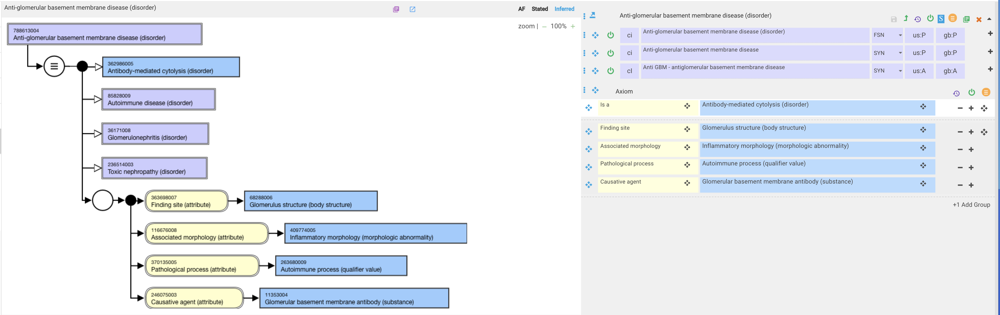 Anti-glomerular basement membrane disease (disorder)
AF Stated Inferred
zoom | − 100% +
788613004
Anti-glomerular basement membrane disease (disorder)
362986005
Antibody-mediated cytolysis (disorder)
85828009
Autoimmune disease (disorder)
36171008
Glomerulonephritis (disorder)
236514003
Toxic nephropathy (disorder)
363698007
Finding site (attribute)
68288006
Glomerulus structure (body structure)
116676008
Associated morphology (attribute)
409774005
Inflammatory morphology (morphologic abnormality)
370135005
Pathological process (attribute)
263680009
Autoimmune process (qualifier value)
246075003
Causative agent (attribute)
11353004
Glomerular basement membrane antibody (substance)
Anti-glomerular basement membrane disease (disorder)
S
ci Anti-glomerular basement membrane disease (disorder) FSN us:P gb:P
ci Anti-glomerular basement membrane disease SYN us:P gb:P
cI Anti GBM - antiglomerular basement membrane disease SYN us:A gb:A
Axiom
Is a Antibody-mediated cytolysis (disorder)
Finding site Glomerulus structure (body structure)
Associated morphology Inflammatory morphology (morphologic abnormality)
Pathological process Autoimmune process (qualifier value)
Causative agent Glomerular basement membrane antibody (substance)
+1 Add Group